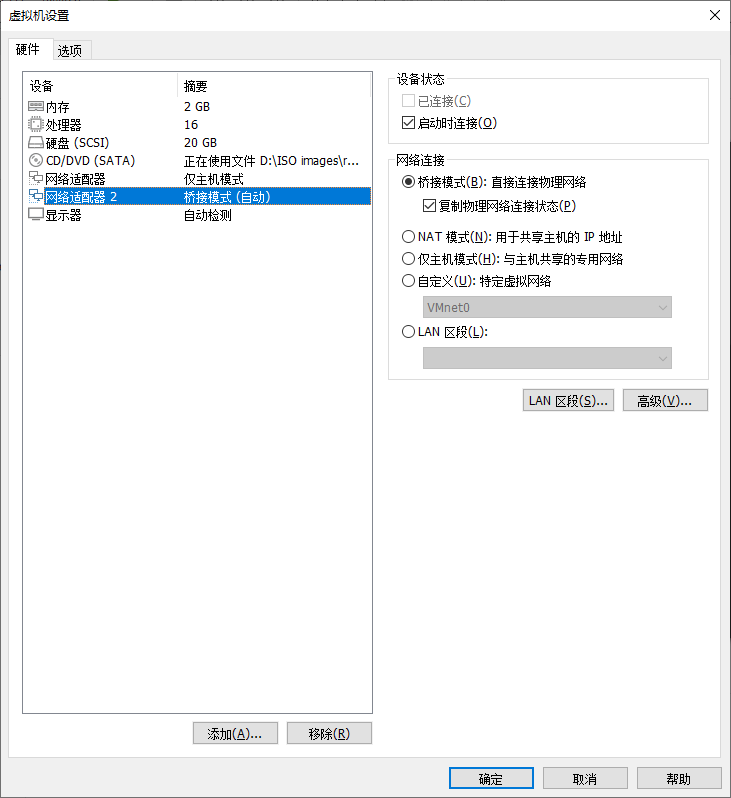 虚拟机设置
硬件 选项
设备 摘要
内存 2 GB
处理器 16
硬盘 (SCSI) 20 GB
CD/DVD (SATA) 正在使用文件 D:\ISO images\r...
网络适配器 仅主机模式
网络适配器 2 桥接模式 (自动)
显示器 自动检测
添加(A)... 移除(R)
设备状态
已连接(C)
启动时连接(O)
网络连接
桥接模式(B): 直接连接物理网络
复制物理网络连接状态(P)
NAT 模式(N): 用于共享主机的 IP 地址
仅主机模式(H): 与主机共享的专用网络
自定义(U): 特定虚拟网络
VMnet0
LAN 区段(L):
LAN 区段(S)... 高级(V)...
确定 取消 帮助